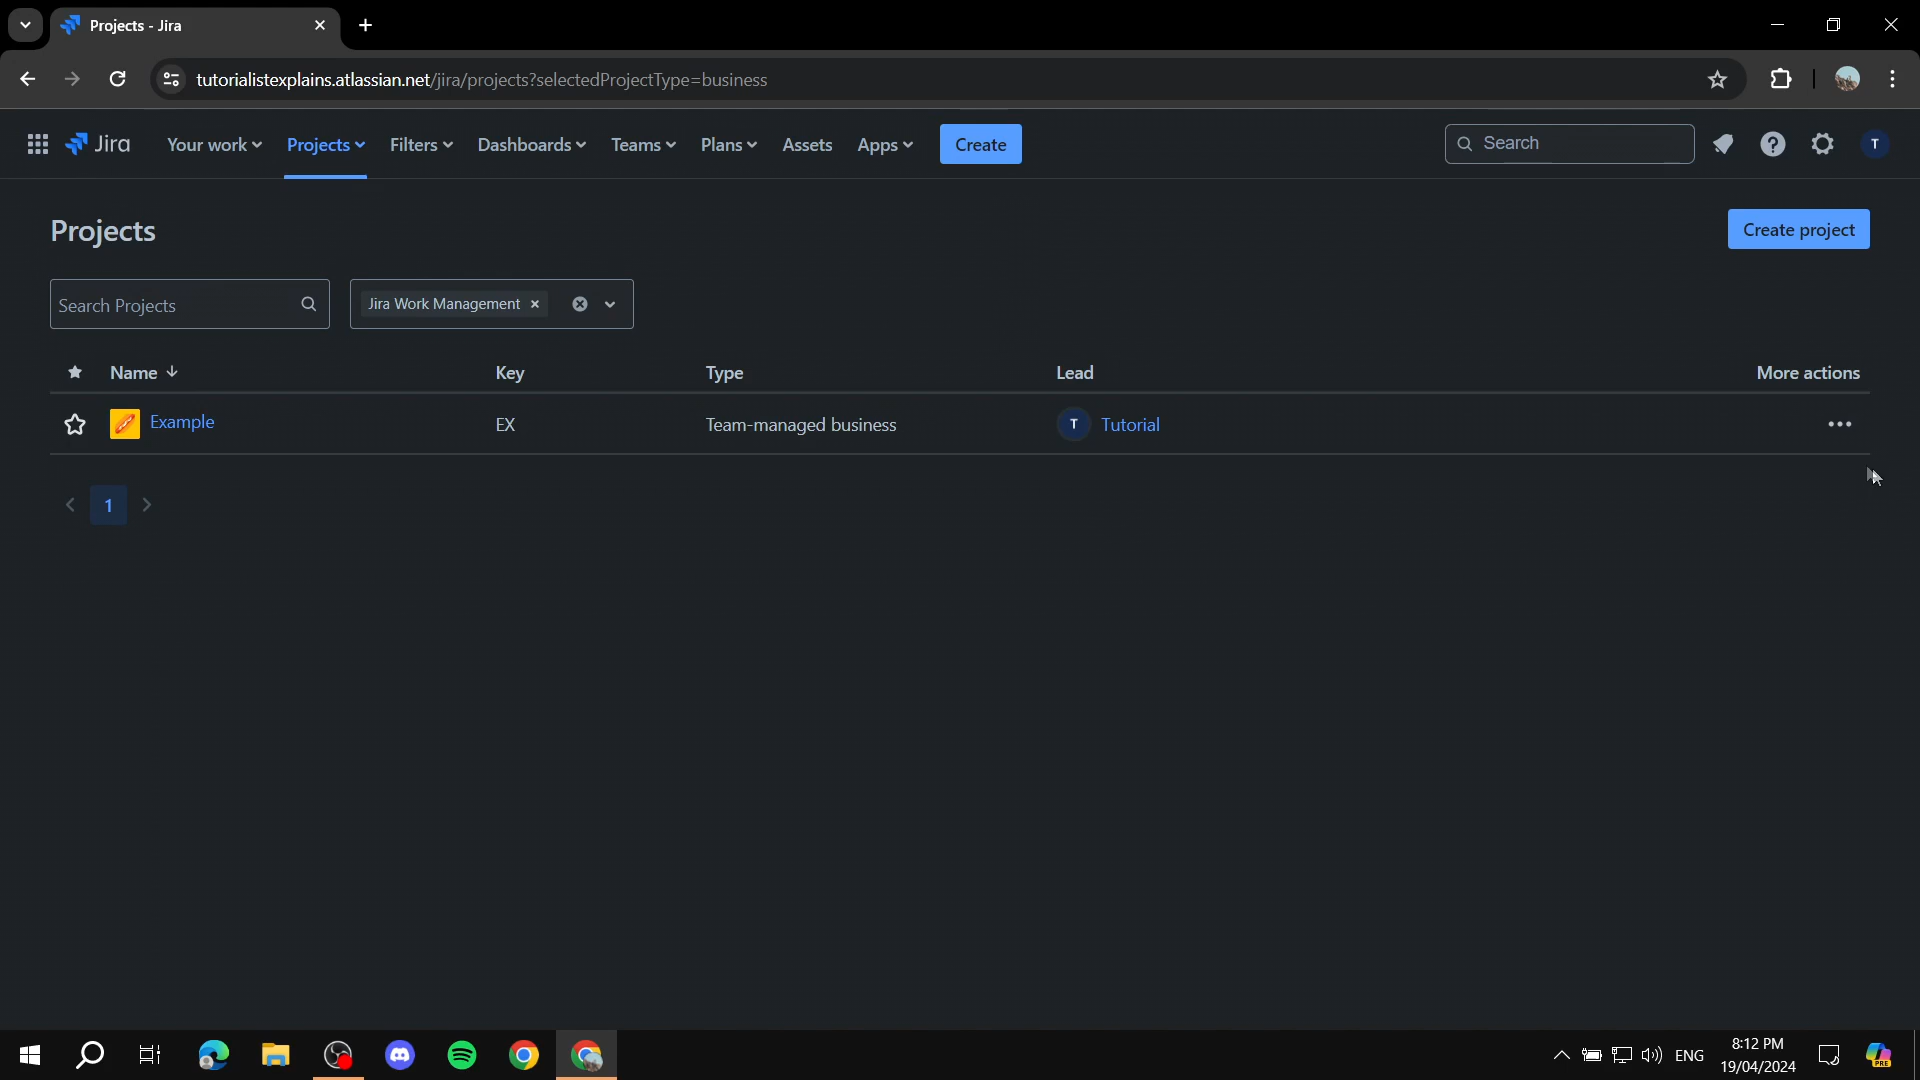 Projects - Jira
tutorialistexplains.atlassian.net/jira/projects?selectedProjectType=business
Jira Your work Projects Filters Dashboards Teams Plans Assets Apps Create Search T
Projects
Create project
Search Projects Jira Work Management
Name Key Type Lead More actions
Example EX Team-managed business T Tutorial
1
ENG
8:12 PM
19/04/2024
PRE